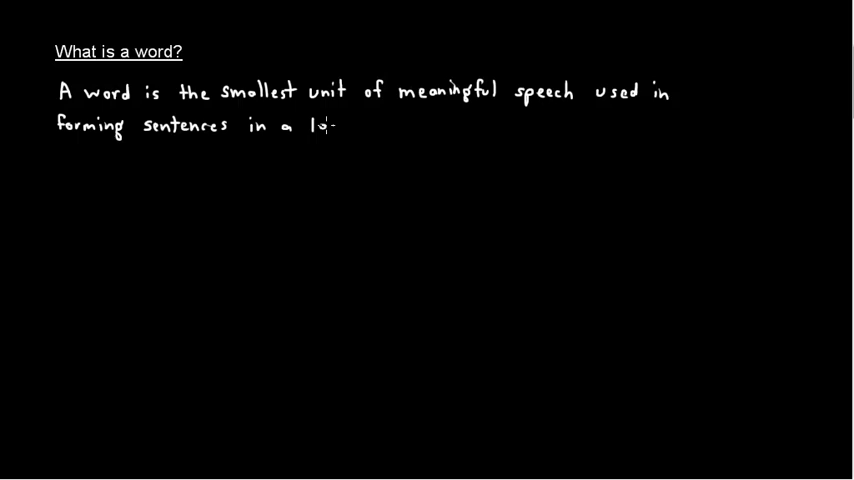 What is a word?
A word is the smallest unit of meaningful speech used in
forming sentences in a